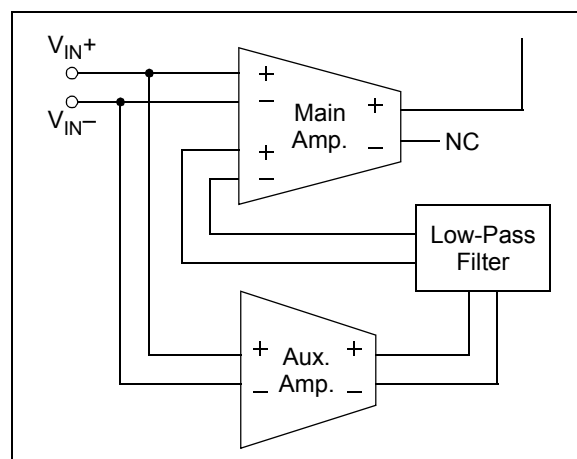 V_IN+
V_IN–
+
–
Main
Amp.
+
–
+
–
NC
Low-Pass
Filter
+
–
Aux.
Amp.
+
–